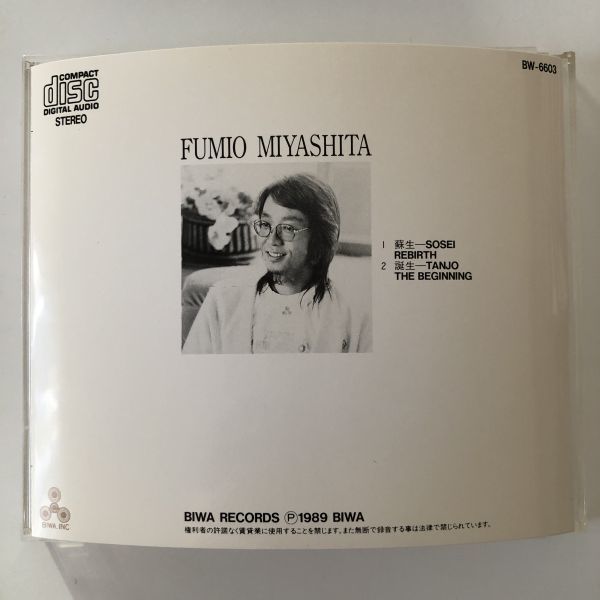 COMPACT
disc
DIGITAL AUDIO
STEREO
BW-6603
FUMIO MIYASHITA
1 蘇生—SOSEI
REBIRTH
2 誕生—TANJO
THE BEGINNING
BIWA, INC
BIWA RECORDS Ⓟ1989 BIWA
権利者の許諾なく賃貸業に使用することを禁じます。また無断で録音する事は法律で禁じられています。